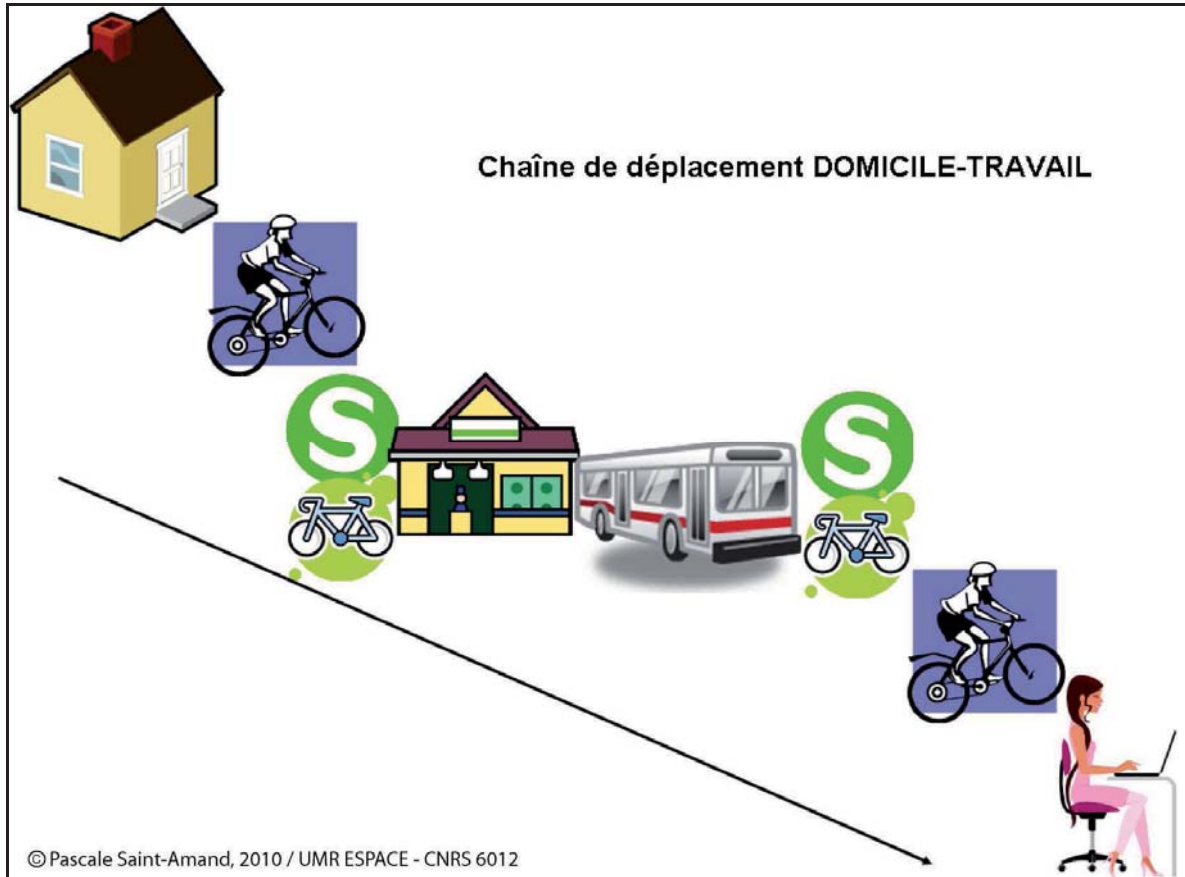 Chaîne de déplacement DOMICILE-TRAVAIL
S
S
© Pascale Saint-Amand, 2010 / UMR ESPACE - CNRS 6012